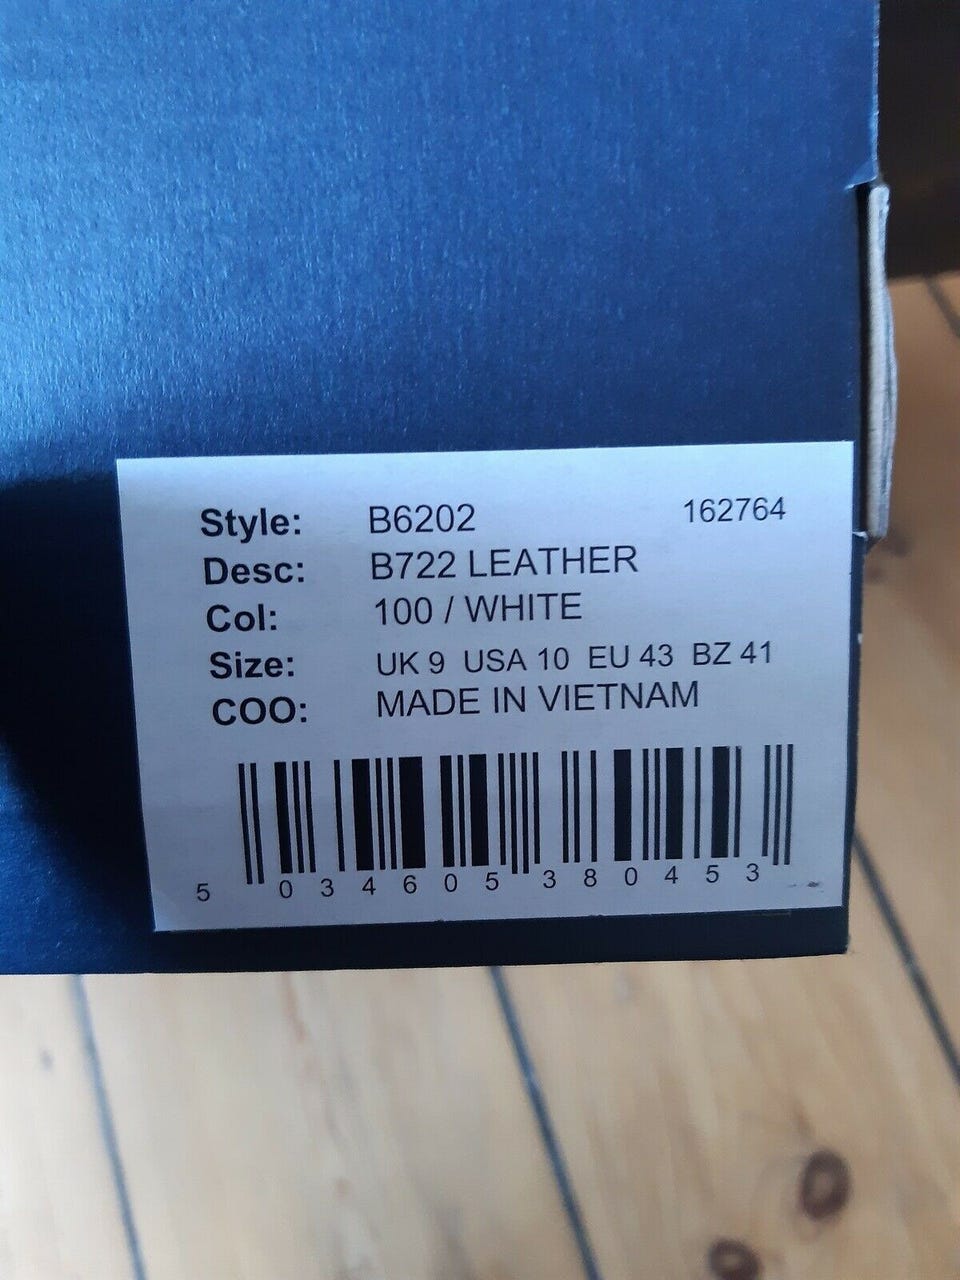 Style: B6202 162764
Desc: B722 LEATHER
Col: 100 / WHITE
Size: UK 9 USA 10 EU 43 BZ 41
COO: MADE IN VIETNAM
5 034605 380453